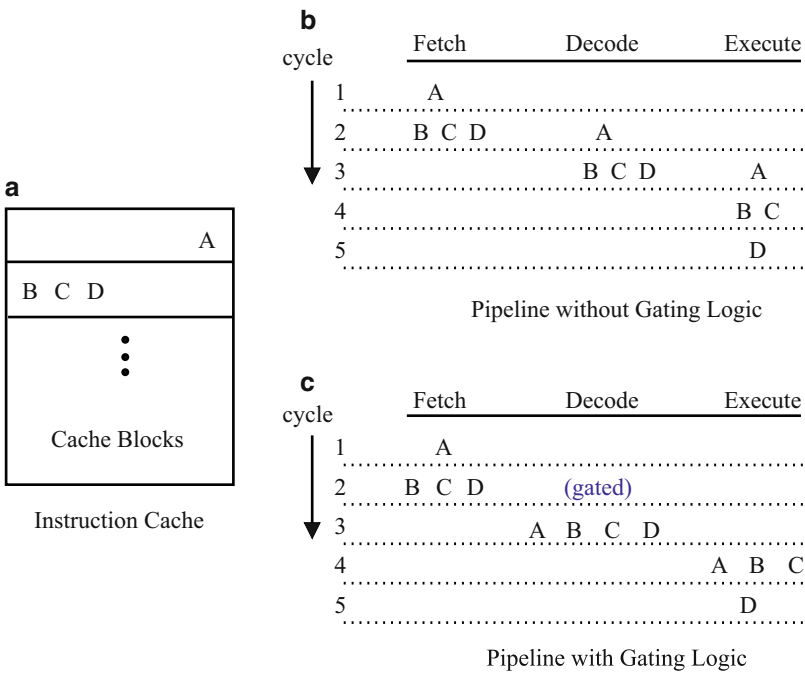 a
A
B C D
Cache Blocks
Instruction Cache
b
cycle
Fetch Decode Execute
1 A
2 B C D A
3 B C D A
4 B C
5 D
Pipeline without Gating Logic
c
cycle
Fetch Decode Execute
1 A
2 B C D (gated)
3 A B C D
4 A B C
5 D
Pipeline with Gating Logic